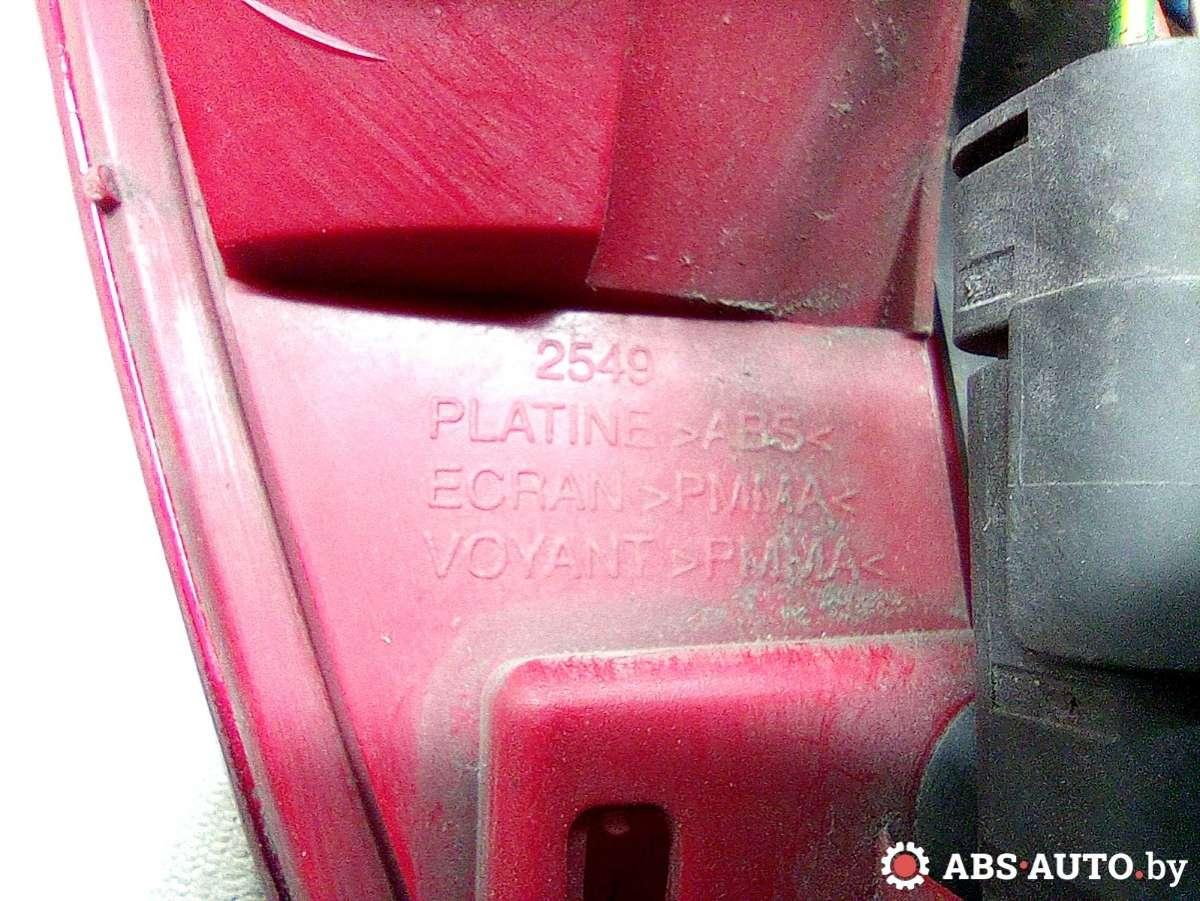 2549
PLATINE >ABS<
ECRAN >PMMA<
VOYANT >PMMA<
ABS-AUTO.by